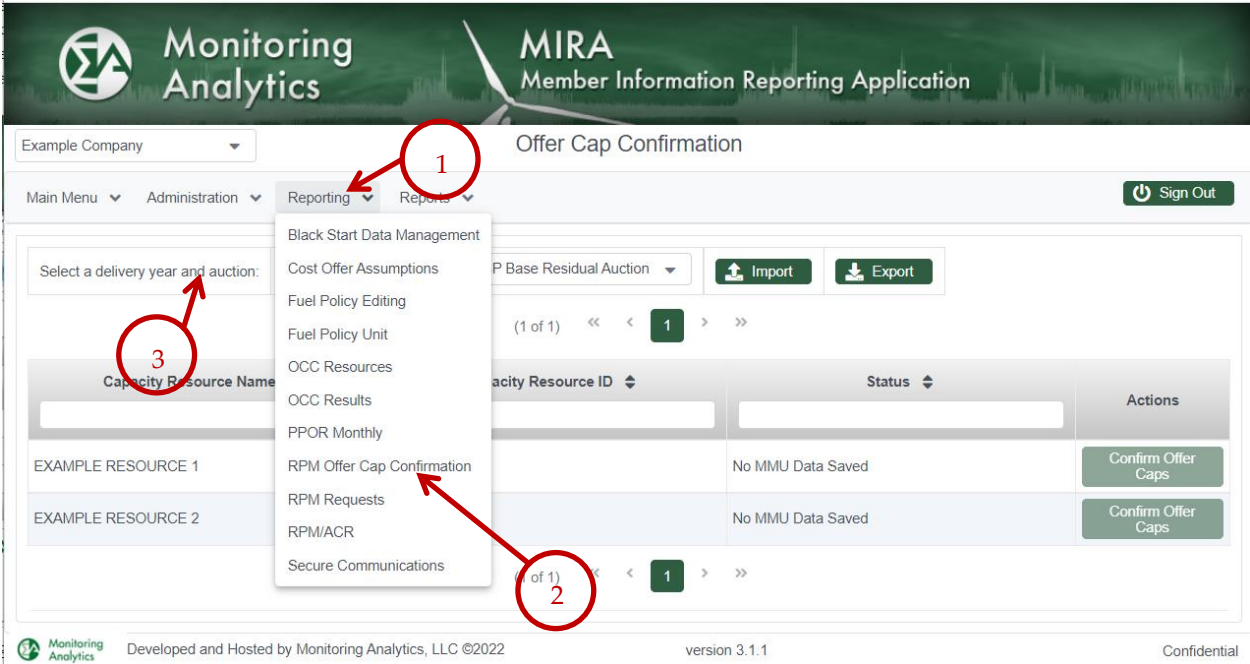 Monitoring
Analytics
MIRA
Member Information Reporting Application
Example Company
Offer Cap Confirmation
1
Main Menu
Administration
Reporting
Reports
Sign Out
Black Start Data Management
Select a delivery year and auction:
Cost Offer Assumptions
P Base Residual Auction
Import
Export
Fuel Policy Editing
(1 of 1) « < 1 > »
Fuel Policy Unit
3
OCC Resources
Capacity Resource Name
acity Resource ID
Status
Actions
OCC Results
PPOR Monthly
EXAMPLE RESOURCE 1
RPM Offer Cap Confirmation
No MMU Data Saved
Confirm Offer
Caps
RPM Requests
EXAMPLE RESOURCE 2
No MMU Data Saved
Confirm Offer
Caps
RPM/ACR
Secure Communications
(1 of 1) « < 1 > »
2
Monitoring
Analytics
Developed and Hosted by Monitoring Analytics, LLC ©2022
version 3.1.1
Confidential